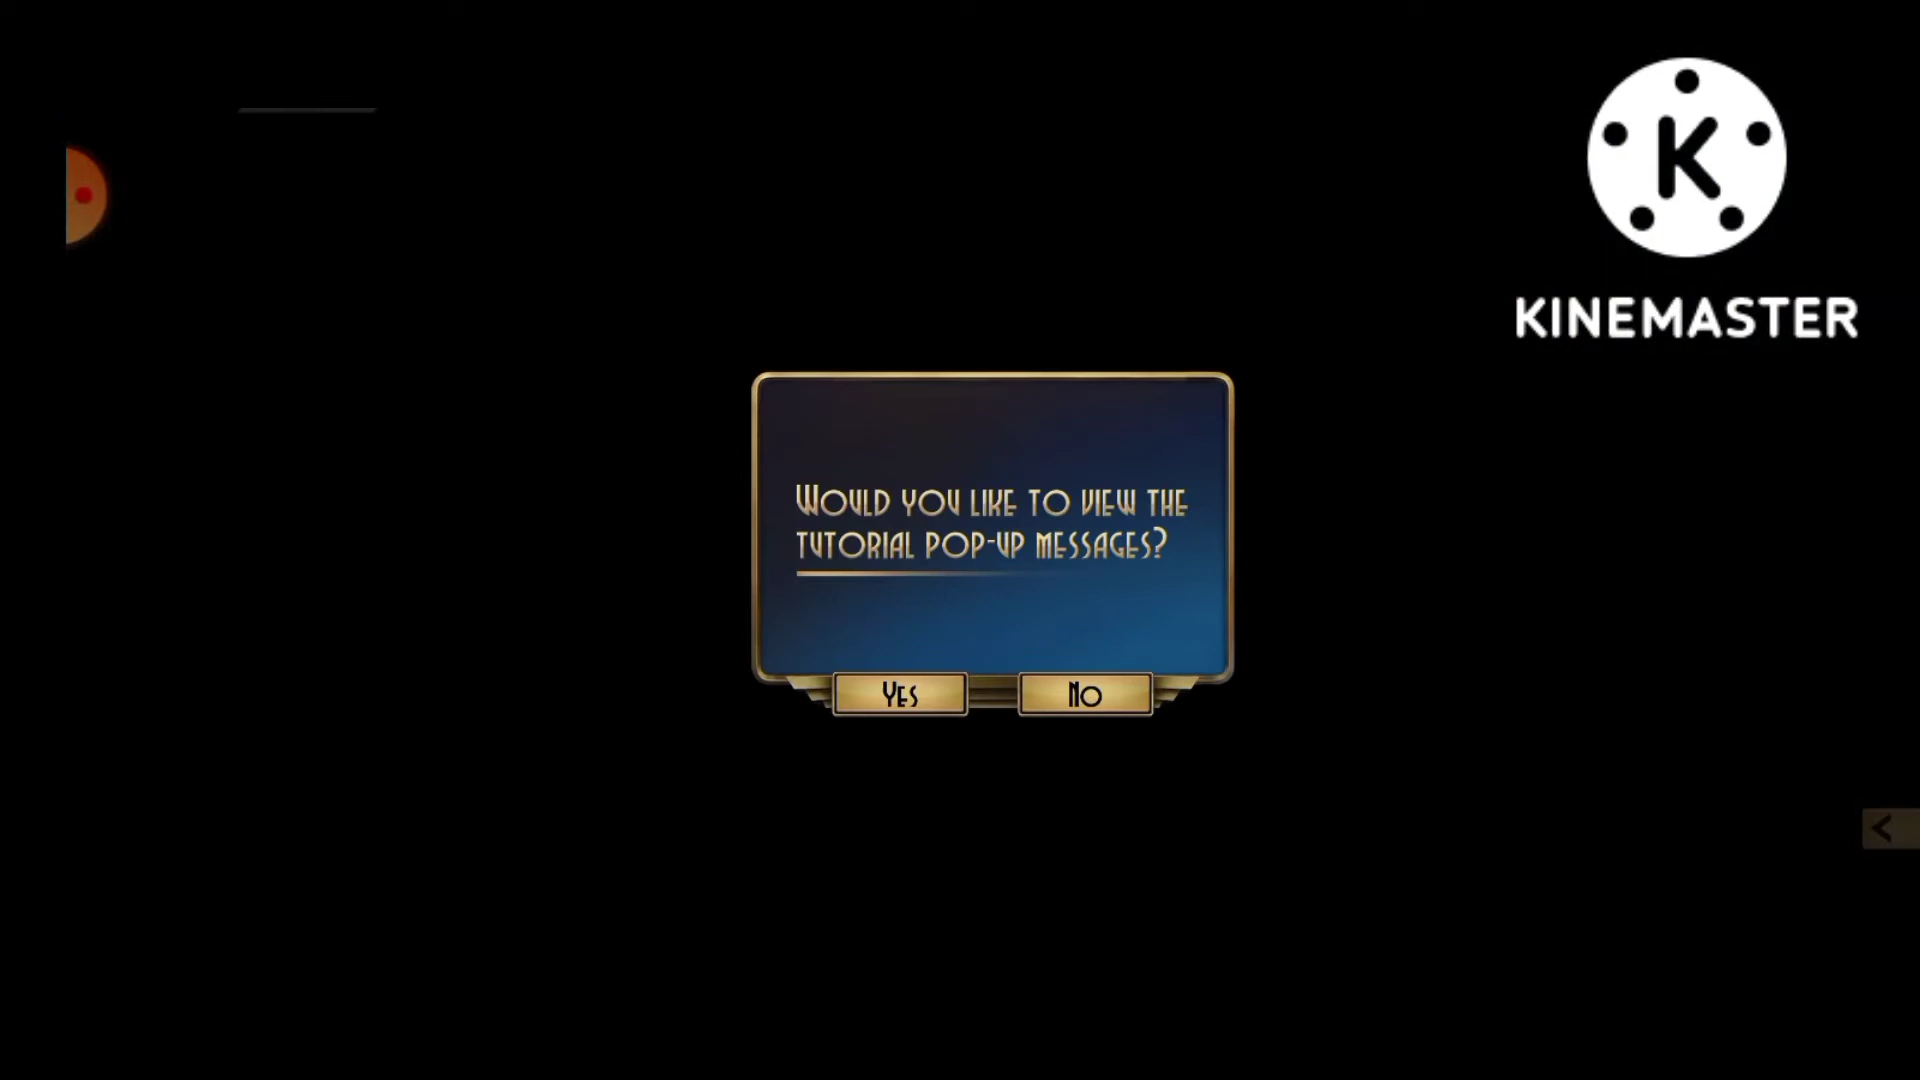 K
KINEMASTER
Would you like to view the
tutorial pop-up messages?
Yes
No
<